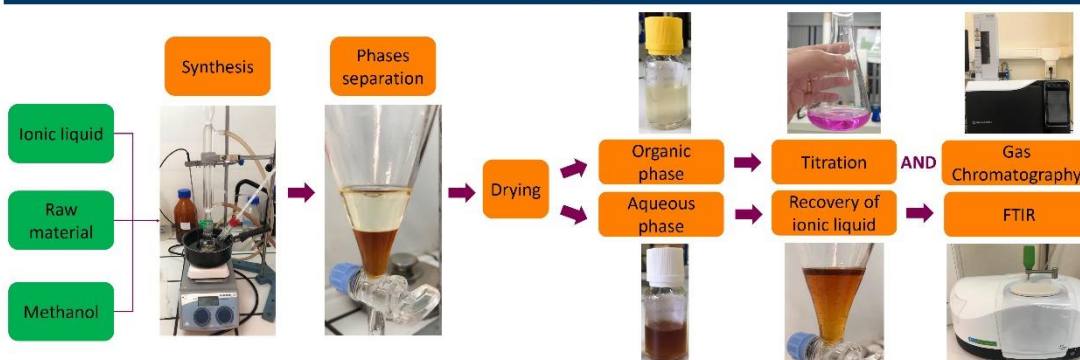 Synthesis
Phases
separation
Ionic liquid
Raw
material
Methanol
Drying
Organic
phase
Aqueous
phase
Titration
AND
Gas
Chromatography
Recovery of
ionic liquid
FTIR